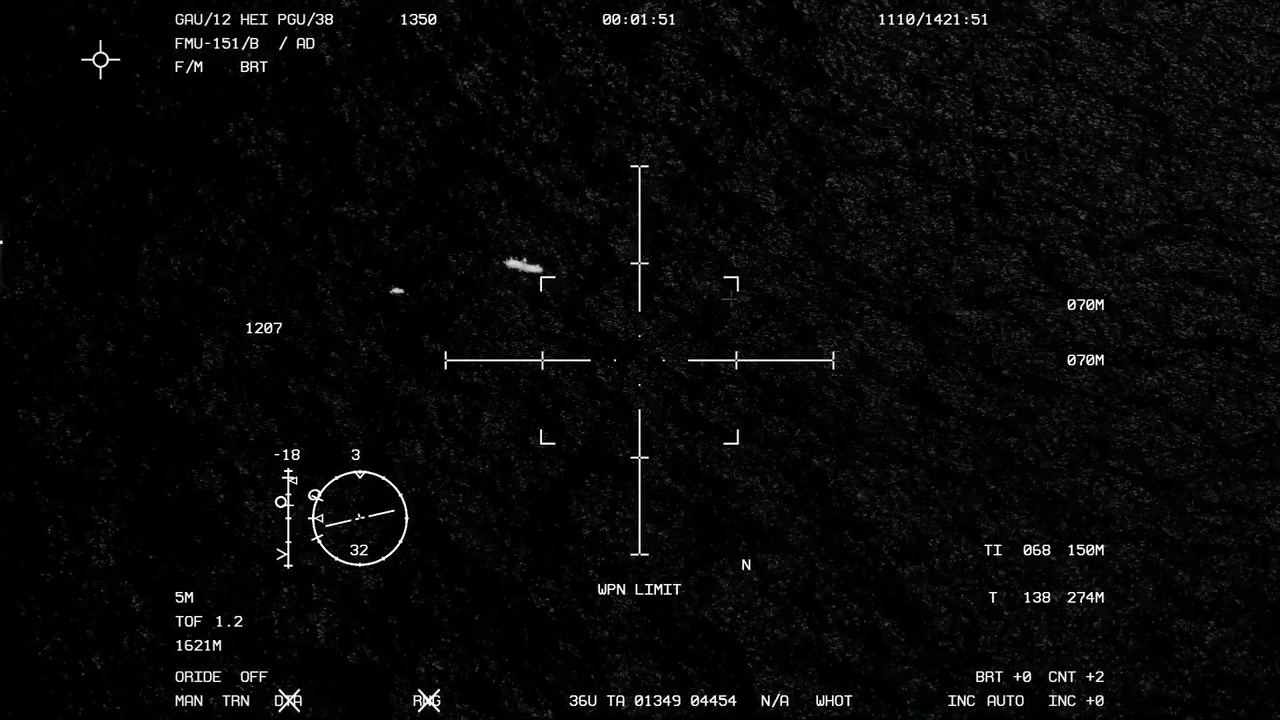 GAU/12 HEI PGU/38 1350 00:01:51 1110/1421:51
FMU-151/B / AD
F/M BRT
070M
1207
070M
-18 3
32
TI 068 150M
N
WPN LIMIT
5M
T 138 274M
TOF 1.2
1621M
ORIDE OFF
BRT +0 CNT +2
MAN TRN DTA RNG 36U TA 01349 04454 N/A WHOT INC AUTO INC +0